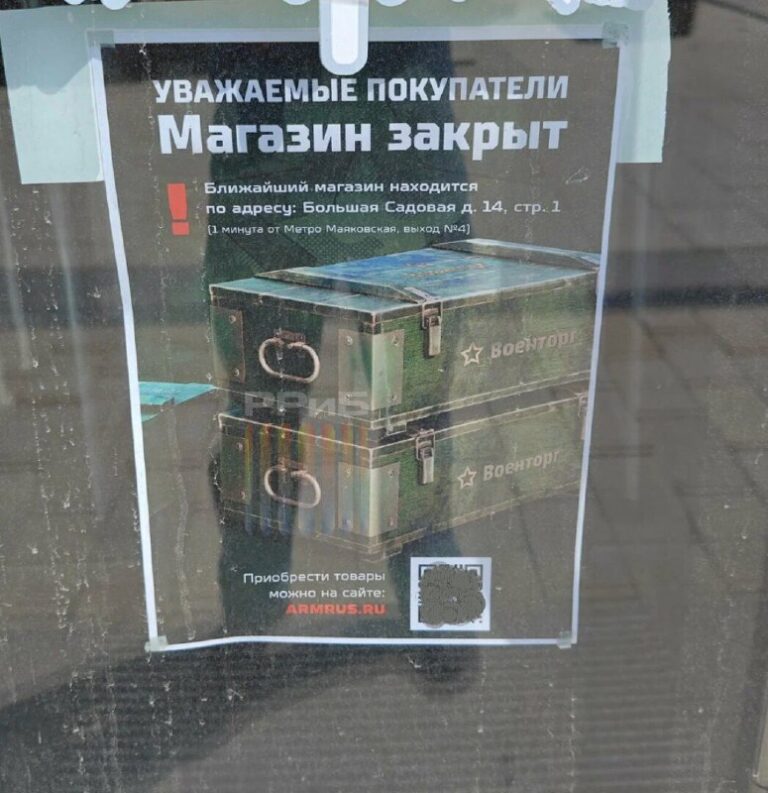 УВАЖАЕМЫЕ ПОКУПАТЕЛИ
Магазин закрыт
! Ближайший магазин находится
по адресу: Большая Садовая д. 14, стр. 1
(1 минута от Метро Маяковская, выход №4)
Военторг
РФиБ
Военторг
Приобрести товары
можно на сайте:
ARMRUS.RU